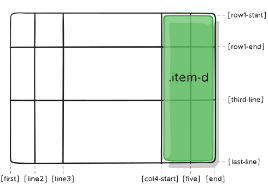 [row1-start]
[row1-end]
.item-d
[third-line]
[last-line]
[first] [line2] [line3] [col4-start] [five] [end]